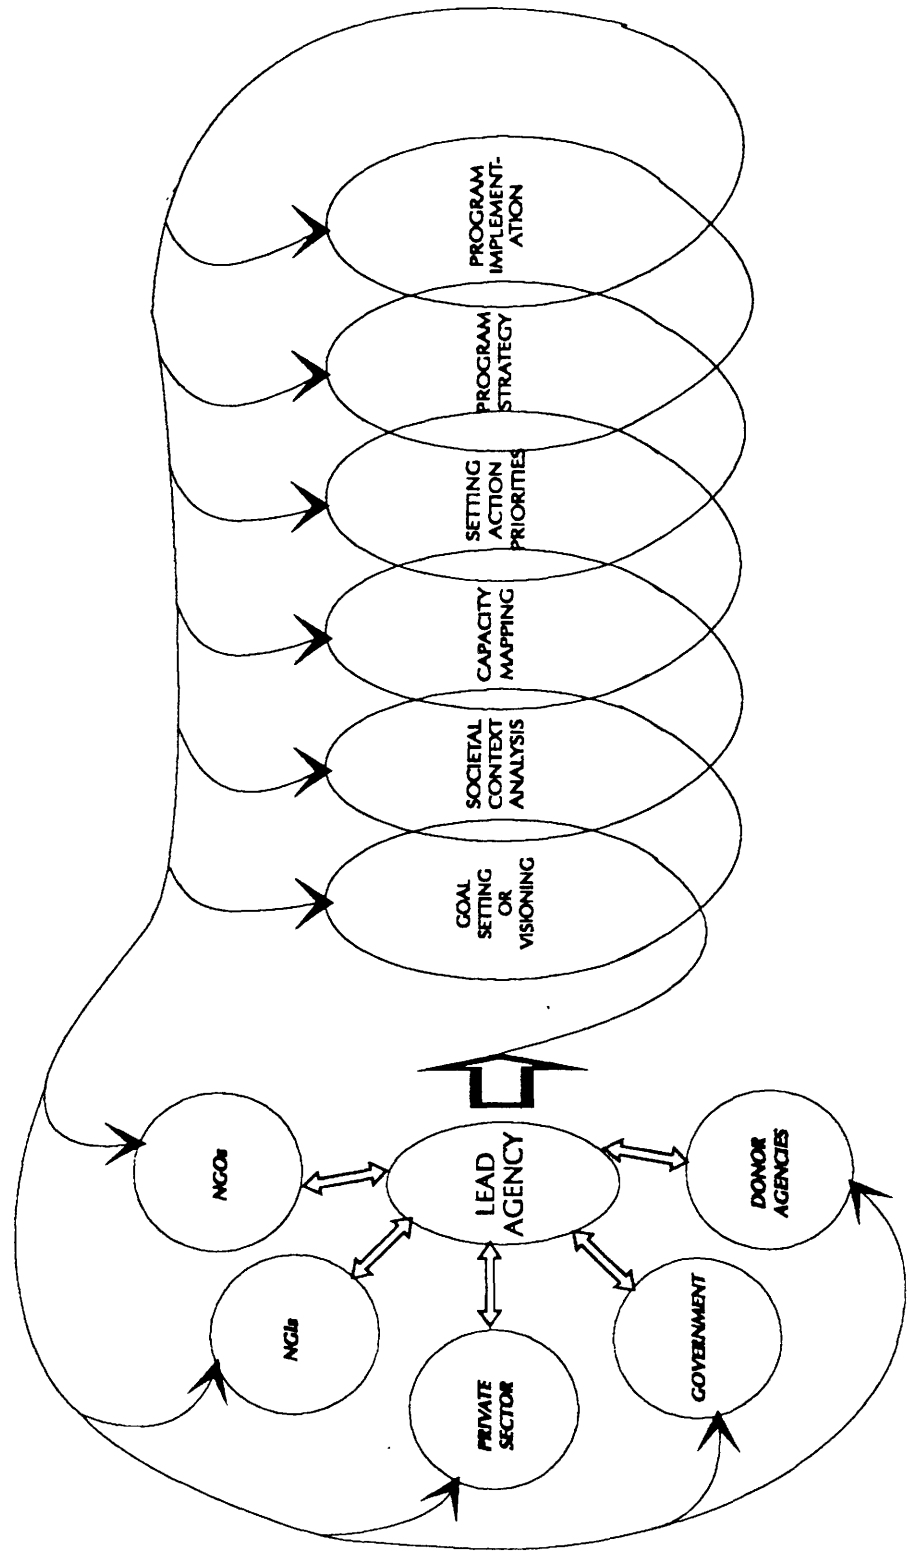 NGOs
NGIs
PRIVATE
SECTOR
LEAD
AGENCY
GOVERNMENT
DONOR
AGENCIES
GOAL
SETTING
OR
VISIONING
SOCIETAL
CONTEXT
ANALYSIS
CAPACITY
MAPPING
SETTING
ACTION
PRIORITIES
PROGRAM
STRATEGY
PROGRAM
IMPLEMENT-
ATION